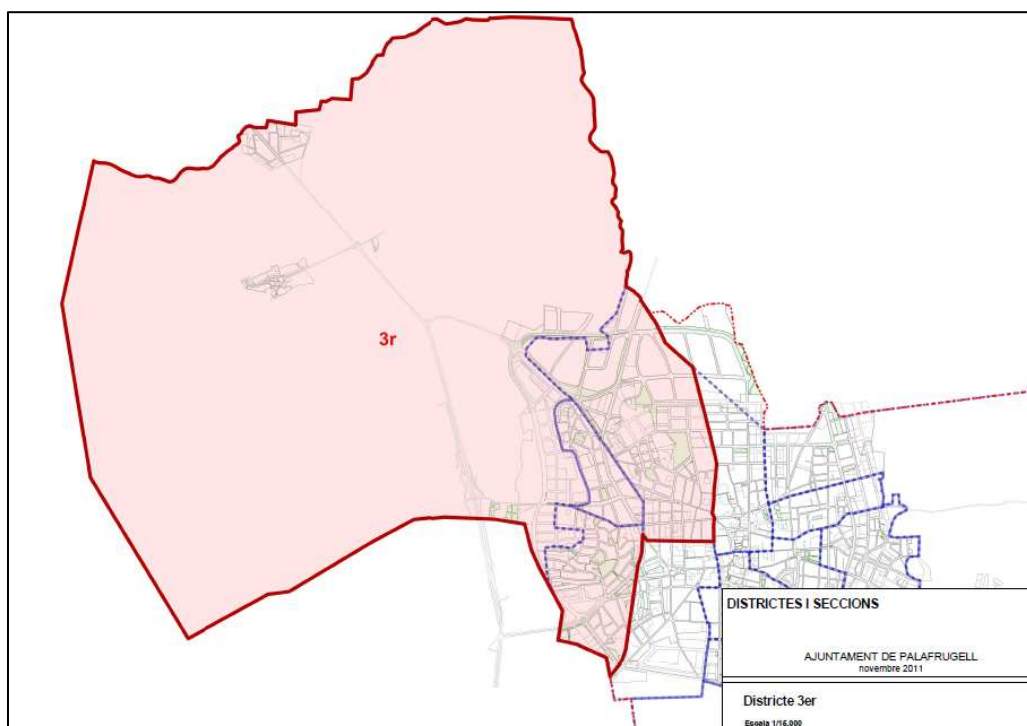 3r
DISTRICTES I SECCIONS
AJUNTAMENT DE PALAFRUGELL
novembre 2011
Districte 3er
Escala 1/15.000